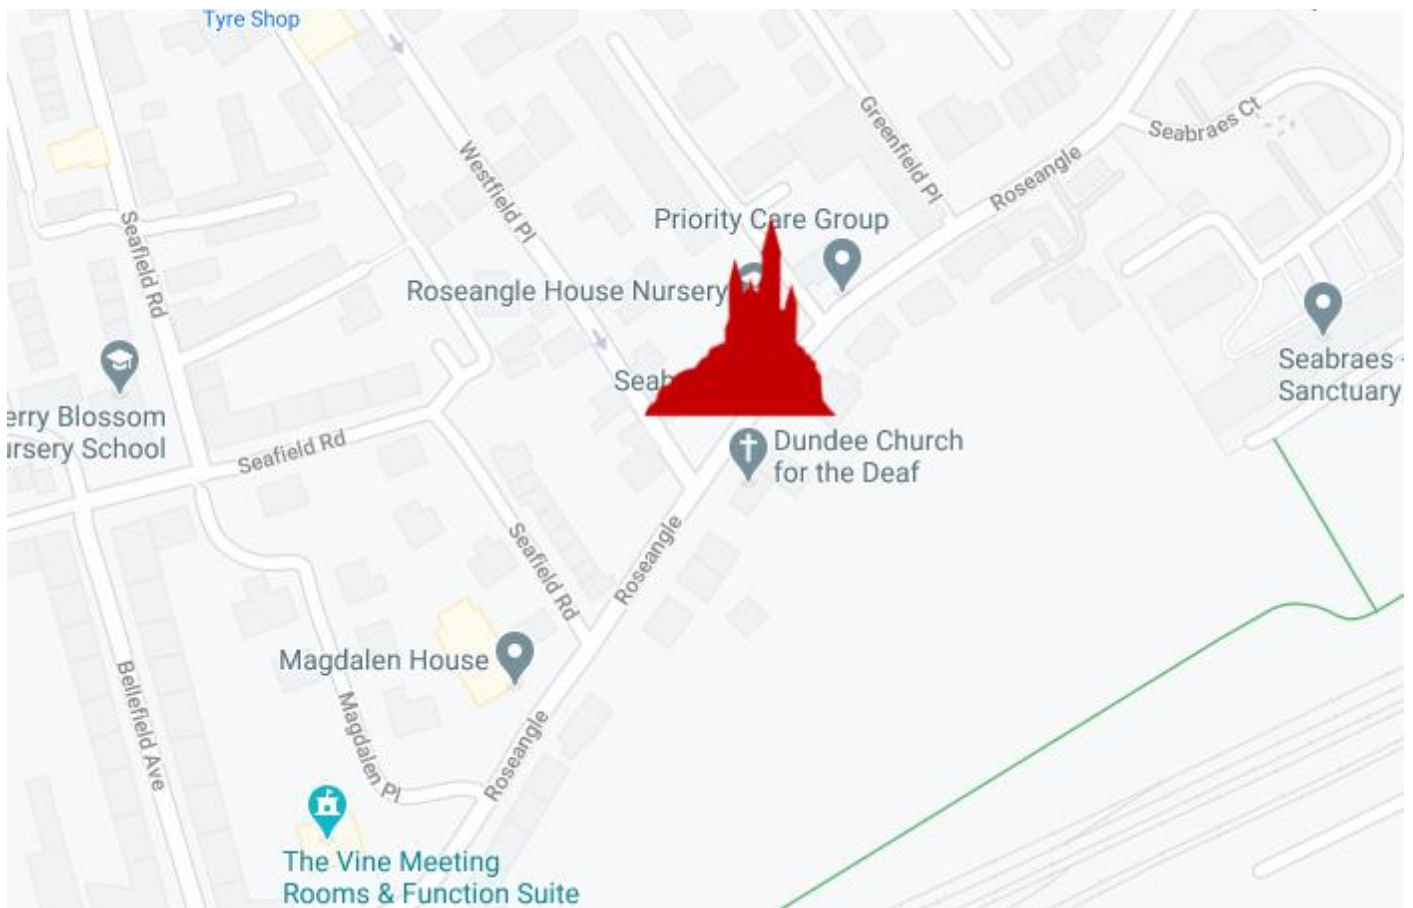 Tyre Shop
Seabraes Ct
Greenfield Pl
Roseangle
Westfield Pl
Priority Care Group
Seafield Rd
Roseangle House Nursery
Seabraes -
Sanctuary
erry Blossom
ursery School
Seafield Rd
Dundee Church
for the Deaf
Seafield Rd
Roseangle
Magdalen House
Bellefield Ave
Magdalen Pl
Roseangle
The Vine Meeting
Rooms & Function Suite